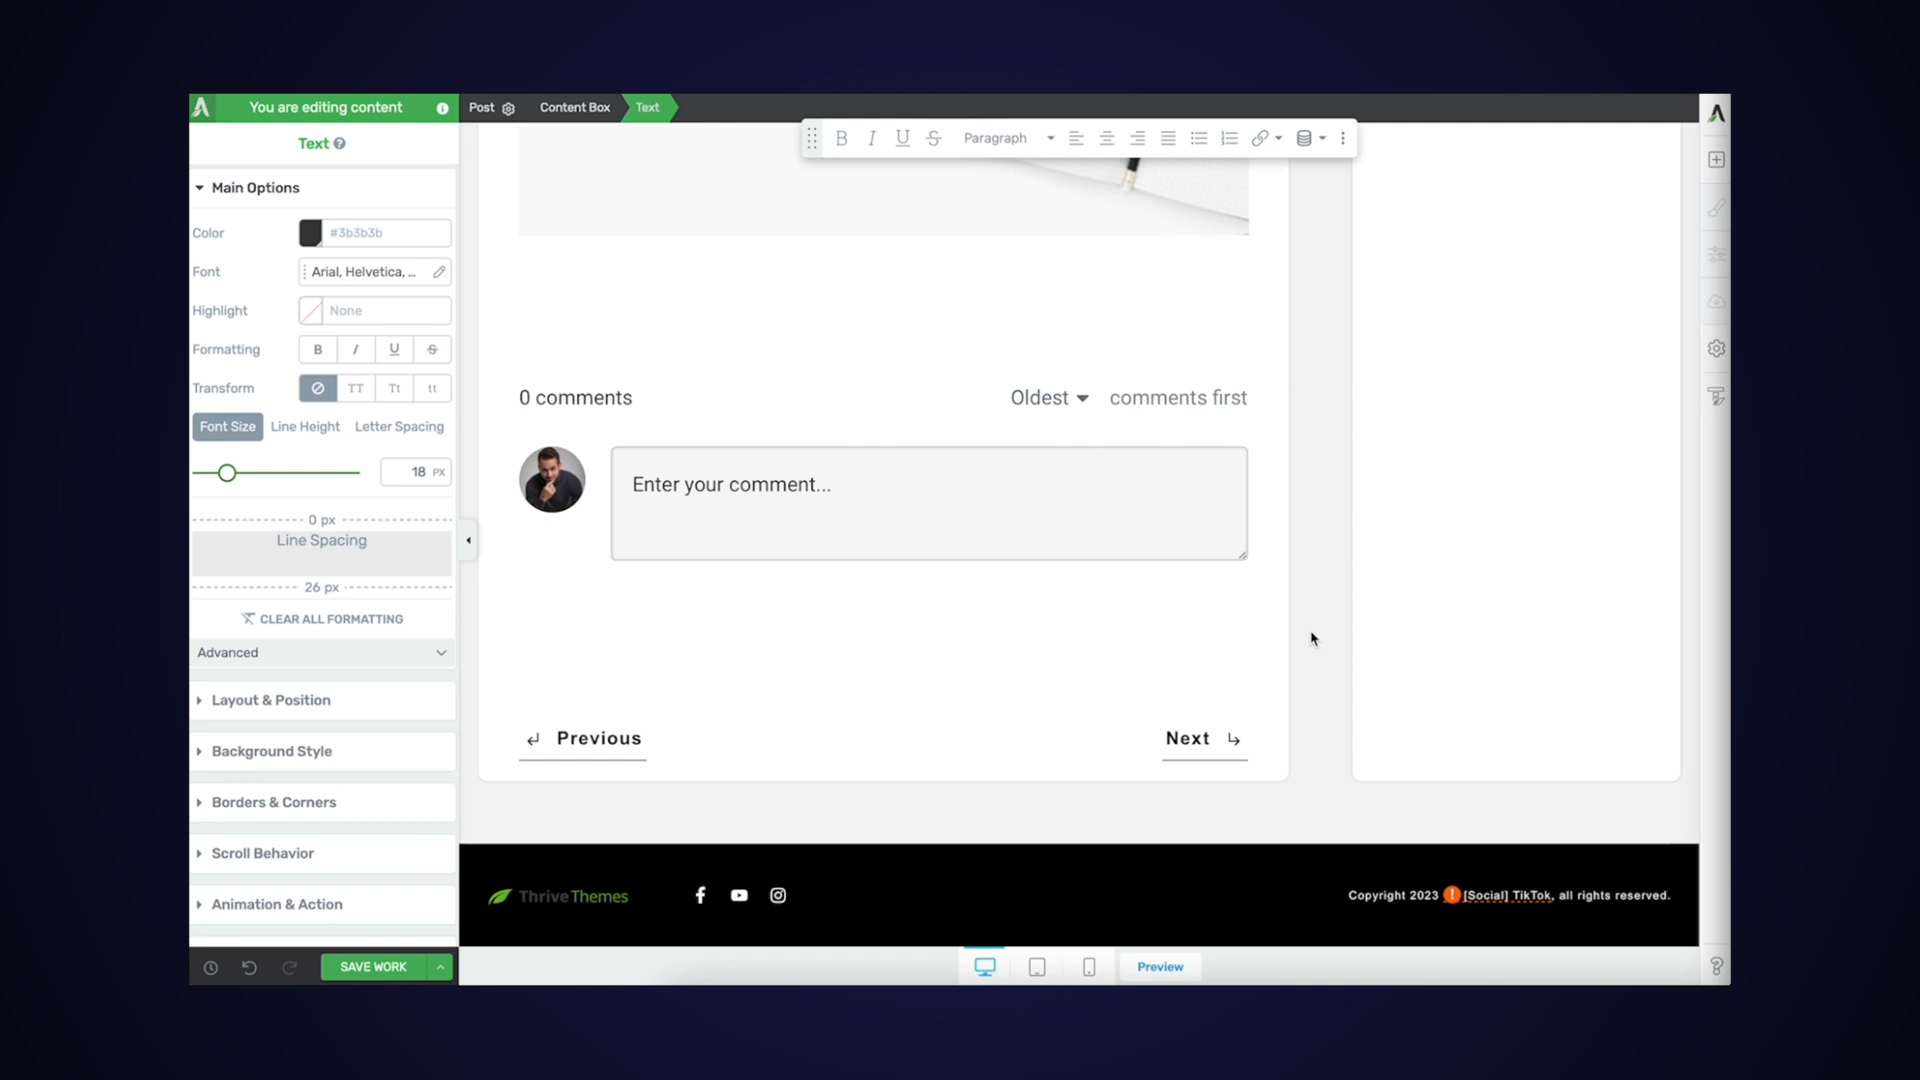 You are editing content
Post
Content Box
Text
Text
Main Options
Color
#3b3b3b
Font
Arial, Helvetica, ...
Highlight
None
Formatting
B
I
U
S
Transform
TT
Tt
tt
Font Size
Line Height
Letter Spacing
18 PX
0 px
Line Spacing
26 px
CLEAR ALL FORMATTING
Advanced
Layout & Position
Background Style
Borders & Corners
Scroll Behavior
Animation & Action
SAVE WORK
B
I
U
S
Paragraph
0 comments
Oldest
comments first
Enter your comment...
Previous
Next
ThriveThemes
Copyright 2023 ! [Social] TikTok, all rights reserved.
Preview